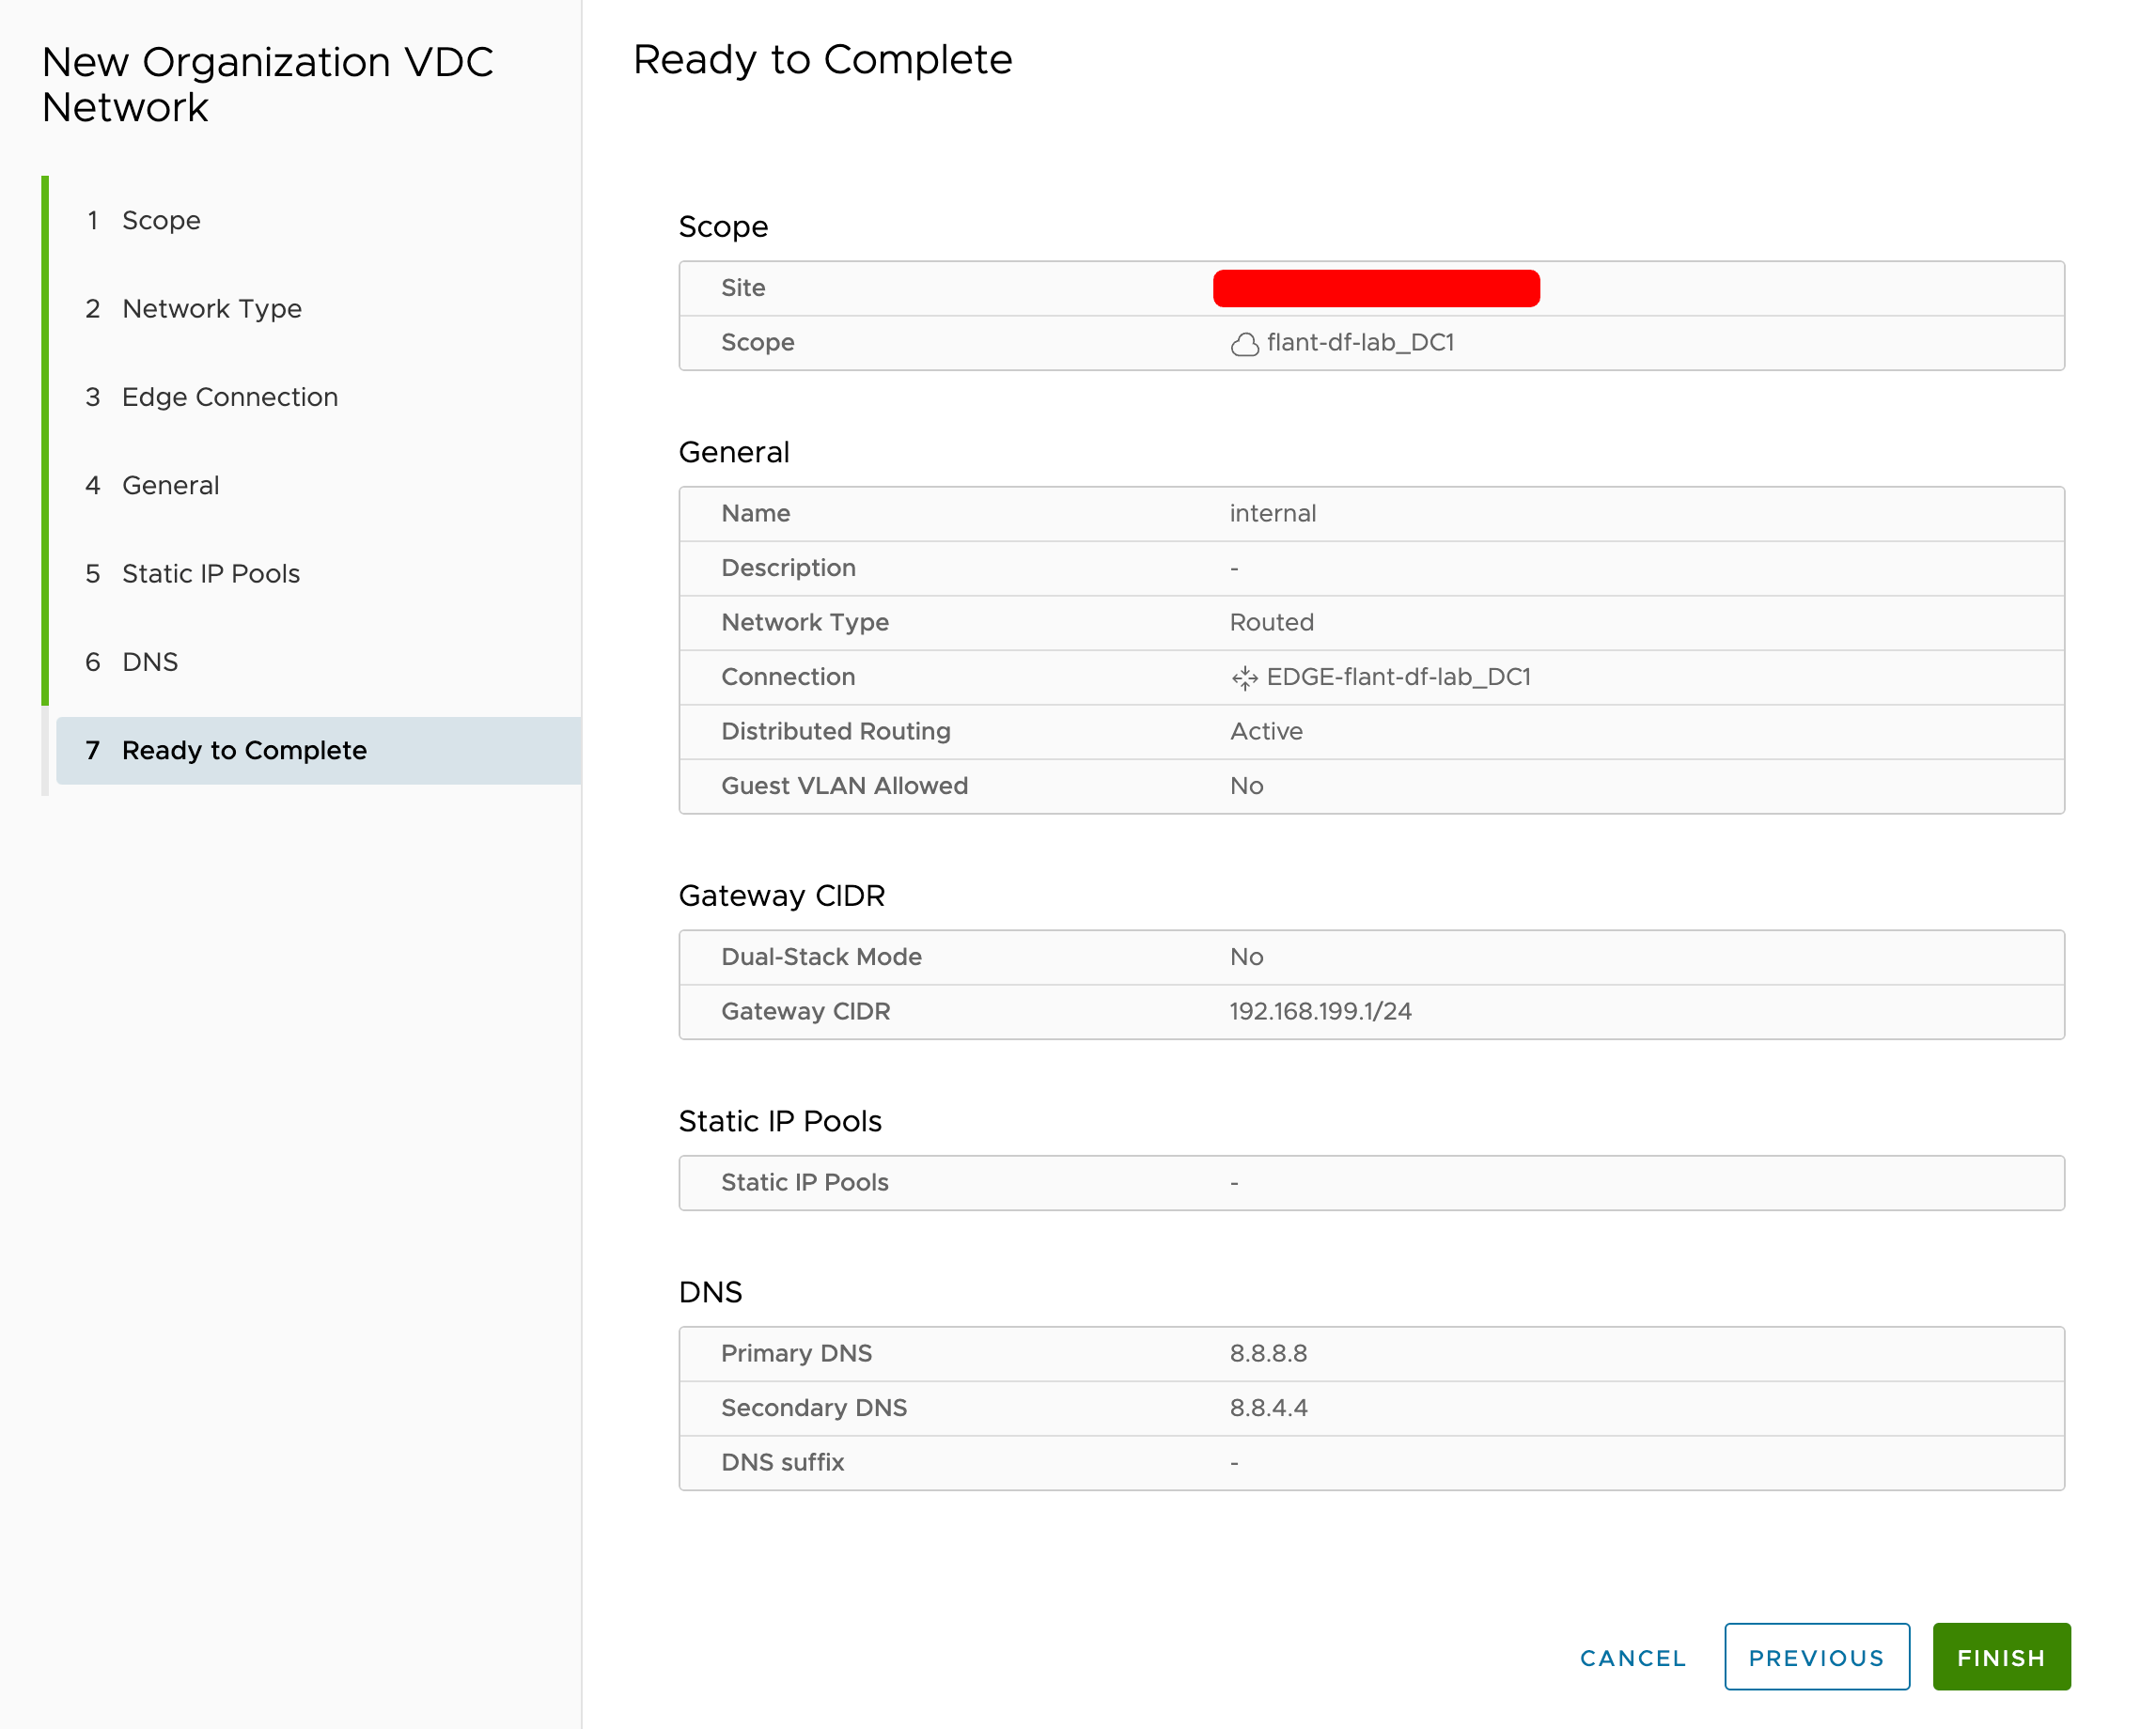 New Organization VDC
Network
1 Scope
2 Network Type
3 Edge Connection
4 General
5 Static IP Pools
6 DNS
7 Ready to Complete
Ready to Complete
Scope
Site
Scope flant-df-lab_DC1
General
Name internal
Description -
Network Type Routed
Connection EDGE-flant-df-lab_DC1
Distributed Routing Active
Guest VLAN Allowed No
Gateway CIDR
Dual-Stack Mode No
Gateway CIDR 192.168.199.1/24
Static IP Pools
Static IP Pools -
DNS
Primary DNS 8.8.8.8
Secondary DNS 8.8.4.4
DNS suffix -
CANCEL PREVIOUS FINISH